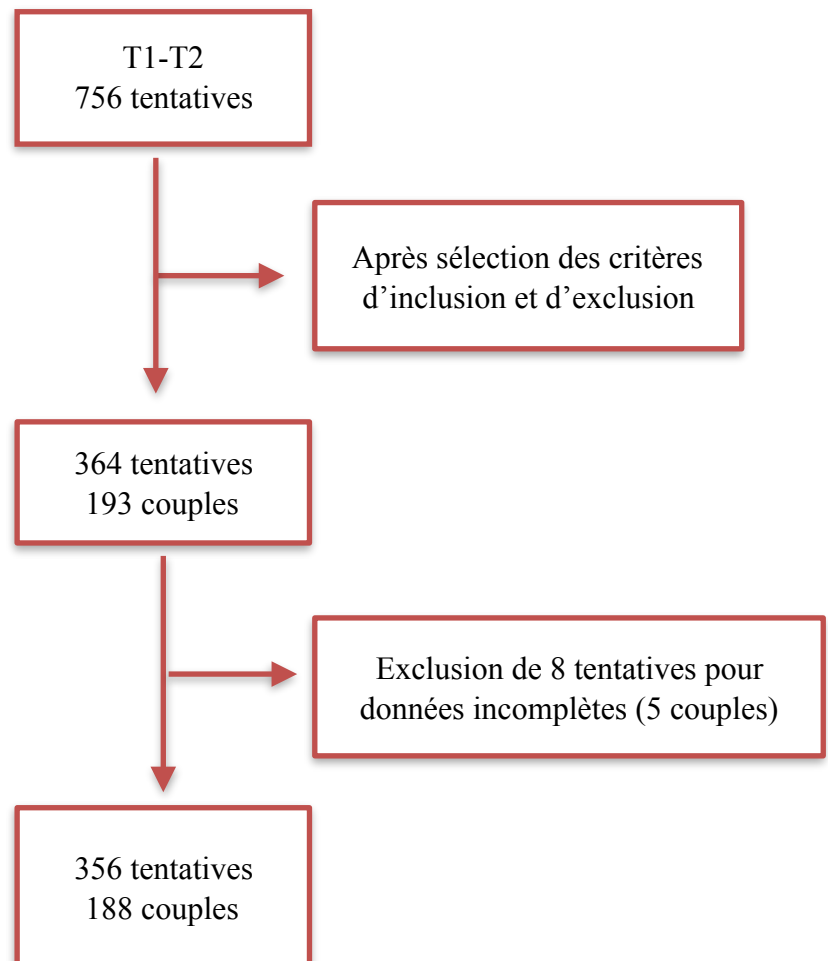 T1-T2
756 tentatives
Après sélection des critères
d’inclusion et d’exclusion
364 tentatives
193 couples
Exclusion de 8 tentatives pour
données incomplètes (5 couples)
356 tentatives
188 couples